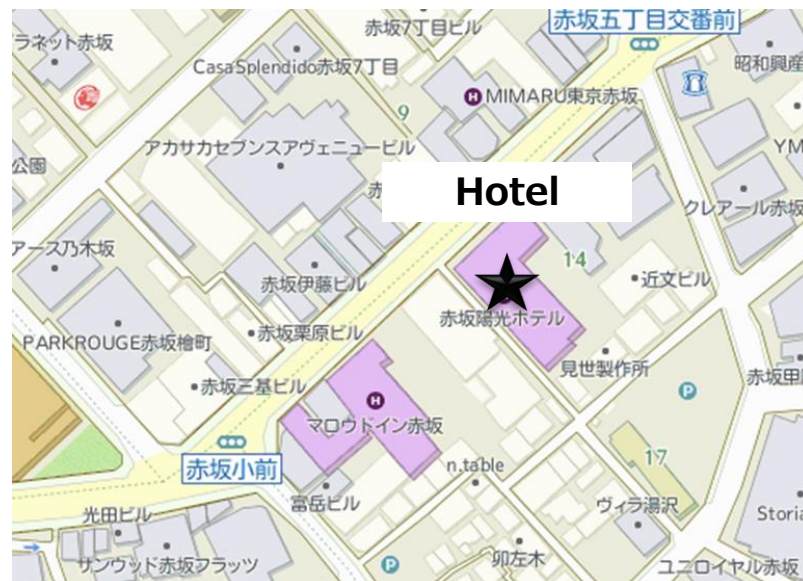 赤坂7丁目ビル
赤坂五丁目交番前
ラネット赤坂
昭和興産
CasaSplendido赤坂7丁目
MIMARU東京赤坂
9
アカサカセブンスアヴェニュービル
YM
公園
赤
Hotel
クレアール赤坂
アース乃木坂
14
近文ビル
赤坂伊藤ビル
赤坂陽光ホテル
赤坂栗原ビル
PARKROUGE赤坂檜町
見世製作所
赤坂三基ビル
P
赤坂甲
H
マロウドイン赤坂
赤坂小前
n.table
17
富岳ビル
ヴィラ湯沢
光田ビル
Storia
卯左木
サンウッド赤坂フラッツ
P
ユニロイヤル赤坂